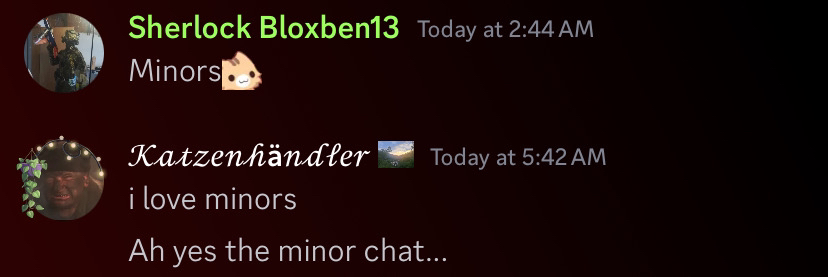 Sherlock Bloxben13 Today at 2:44 AM
Minors
𝓚𝓪𝓽𝔃𝓮𝓷𝓱ä𝓷𝓭𝓵𝓮𝓻 Today at 5:42 AM
i love minors
Ah yes the minor chat...